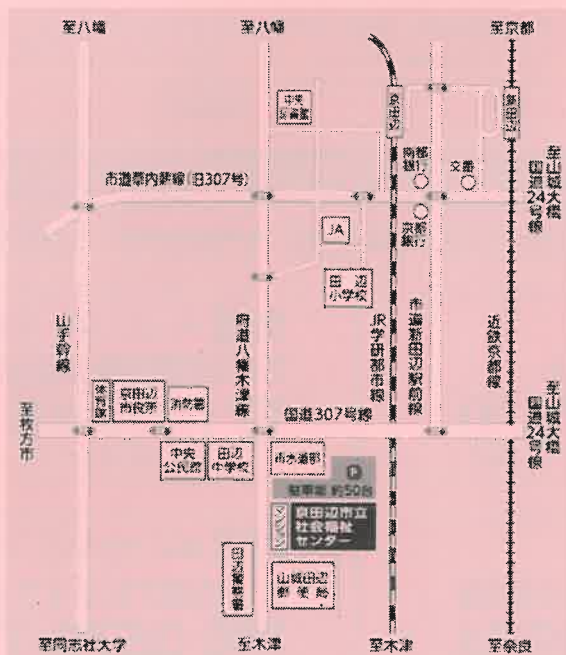 至八幡
至八幡
至京都
中央
図書館
京田辺
新田辺
南都
銀行
交番
至山城大橋
国道24号線
市道草内薪線(旧307号)
京都
銀行
JA
田辺
小学校
山手幹線
府道八幡木津線
JR学研都市線
市道新田辺駅前線
近鉄京都線
体育館
京田辺
市役所
消防署
至山城大橋
国道24号線
至枚方市
国道307号線
中央
公民館
田辺
中学校
市水道部
P
駐車場 約50台
マンション
京田辺市立
社会福祉
センター
田辺警察署
山城田辺
郵便局
至同志社大学
至木津
至木津
至奈良